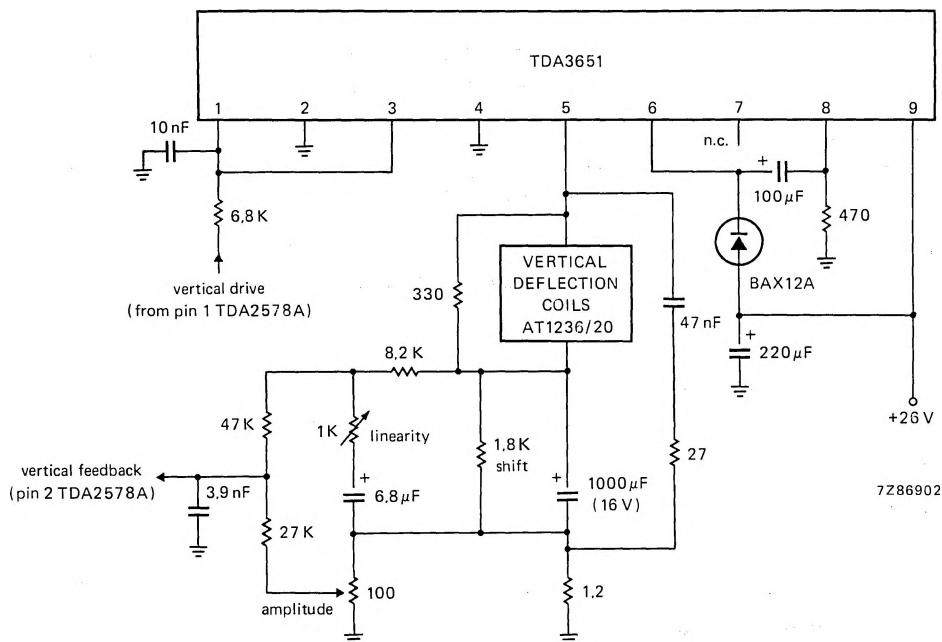 TDA3651
1 2 3 4 5 6 7 8 9
n.c.
10 nF
+
100 µF
6,8 K
470
VERTICAL
DEFLECTION
COILS
AT1236/20
BAX12A
vertical drive
(from pin 1 TDA2578A)
330
47 nF
+
220 µF
8,2 K
+26 V
47 K
1K
linearity
1,8 K
shift
27
vertical feedback
(pin 2 TDA2578A)
3,9 nF
+
6,8 µF
+
1000 µF
(16 V)
7Z86902
27 K
amplitude
100
1,2